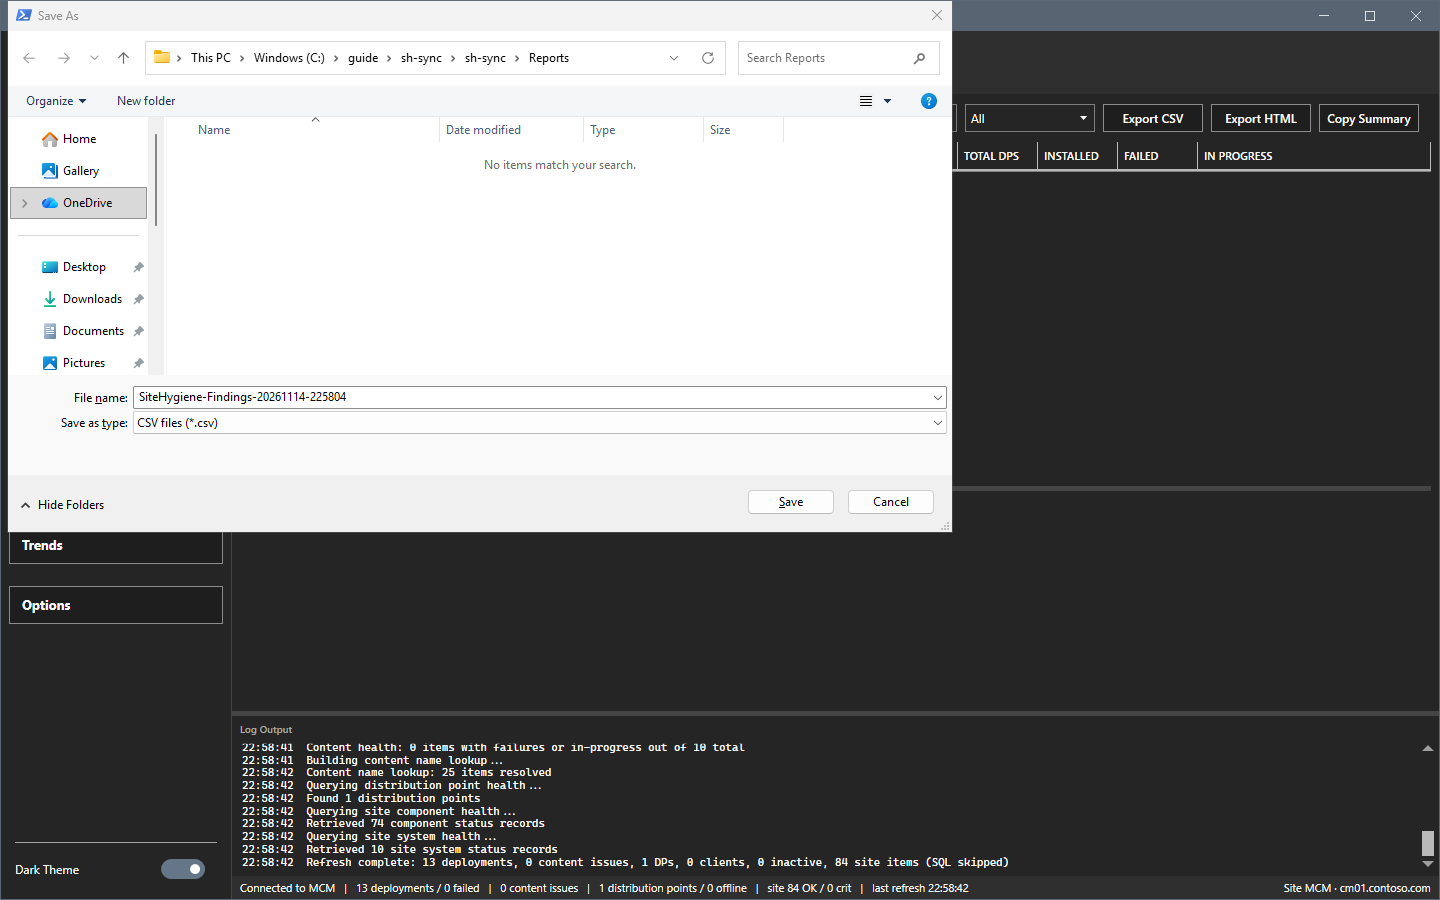 Save As
This PC > Windows (C:) > guide > sh-sync > sh-sync > Reports
Search Reports
Organize
New folder
?
Home
Gallery
OneDrive
Desktop
Downloads
Documents
Pictures
Name
Date modified
Type
Size
No items match your search.
File name: SiteHygiene-Findings-20261114-225804
Save as type: CSV files (*.csv)
Hide Folders
Save
Cancel
All
Export CSV
Export HTML
Copy Summary
TOTAL DPS
INSTALLED
FAILED
IN PROGRESS
Trends
Options
Dark Theme
Log Output
22:58:41 Content health: 0 items with failures or in-progress out of 10 total
22:58:41 Building content name lookup...
22:58:42 Content name lookup: 25 items resolved
22:58:42 Querying distribution point health...
22:58:42 Found 1 distribution points
22:58:42 Querying site component health...
22:58:42 Retrieved 74 component status records
22:58:42 Querying site system health...
22:58:42 Retrieved 10 site system status records
22:58:42 Refresh complete: 13 deployments, 0 content issues, 1 DPs, 0 clients, 0 inactive, 84 site items (SQL skipped)
Connected to MCM | 13 deployments / 0 failed | 0 content issues | 1 distribution points / 0 offline | site 84 OK / 0 crit | last refresh 22:58:42
Site MCM · cm01.contoso.com